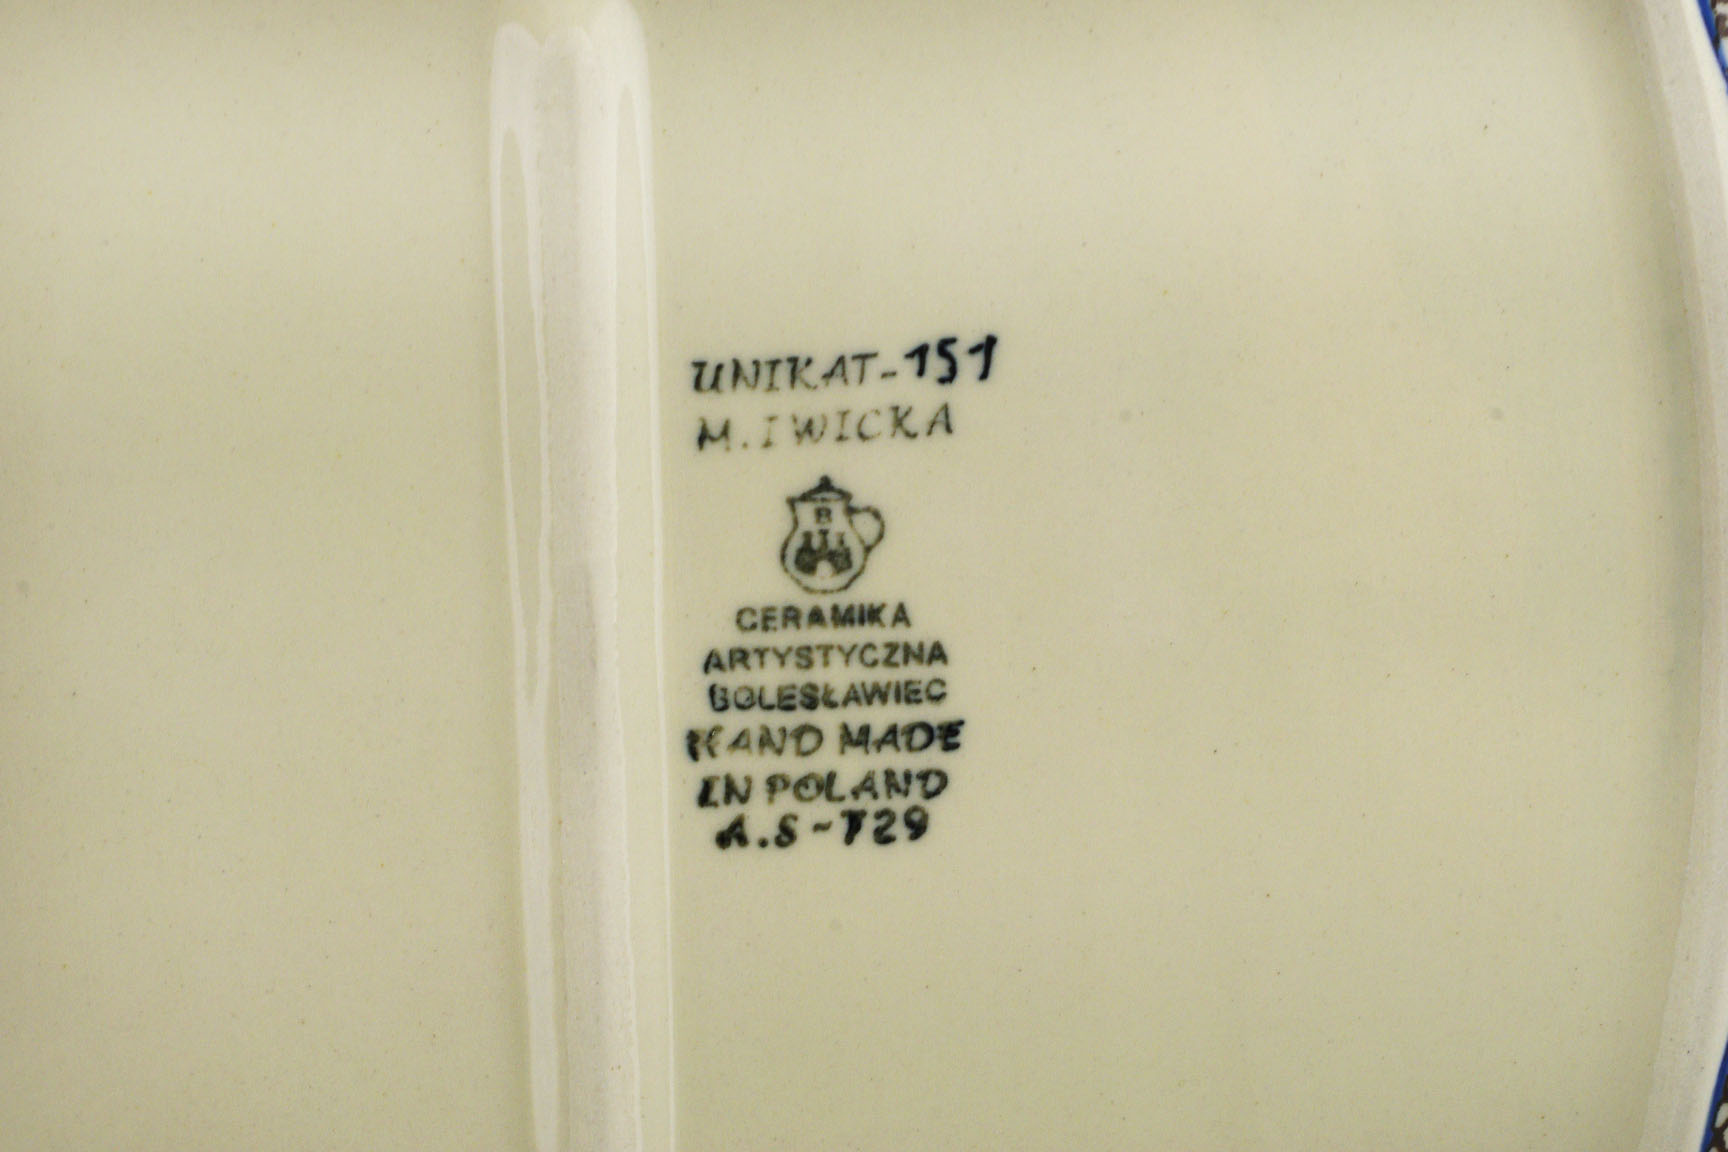 UNIKAT-151
M.IWICKA
B
CERAMIKA
ARTYSTYCZNA
BOLESŁAWIEC
HAND MADE
IN POLAND
A.S-T29